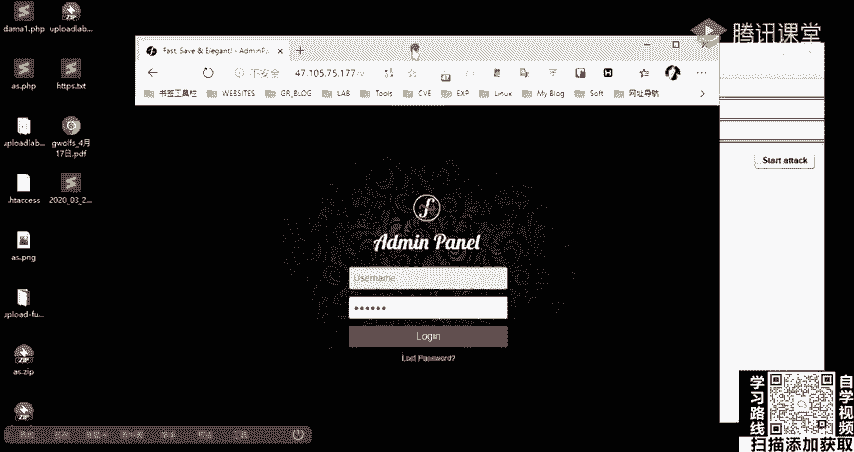 dama1.php
uploadlab...
as.php
https.txt
uploadlab...
gwolfs_4月
17日.pdf
.htaccess
2020_03_2...
as.png
upload-fu...
as.zip
Fast, Save & Elegant! - AdminP...
不安全
47.105.75.177/
书签工具栏
WEBSITES
GR_BLOG
LAB
Tools
CVE
EXP
Linux
My Blog
Soft
网址导航
腾讯课堂
Start attack
Admin Panel
Username
••••••
Login
Lost Password?
学习路线
自学视频
扫描添加获取